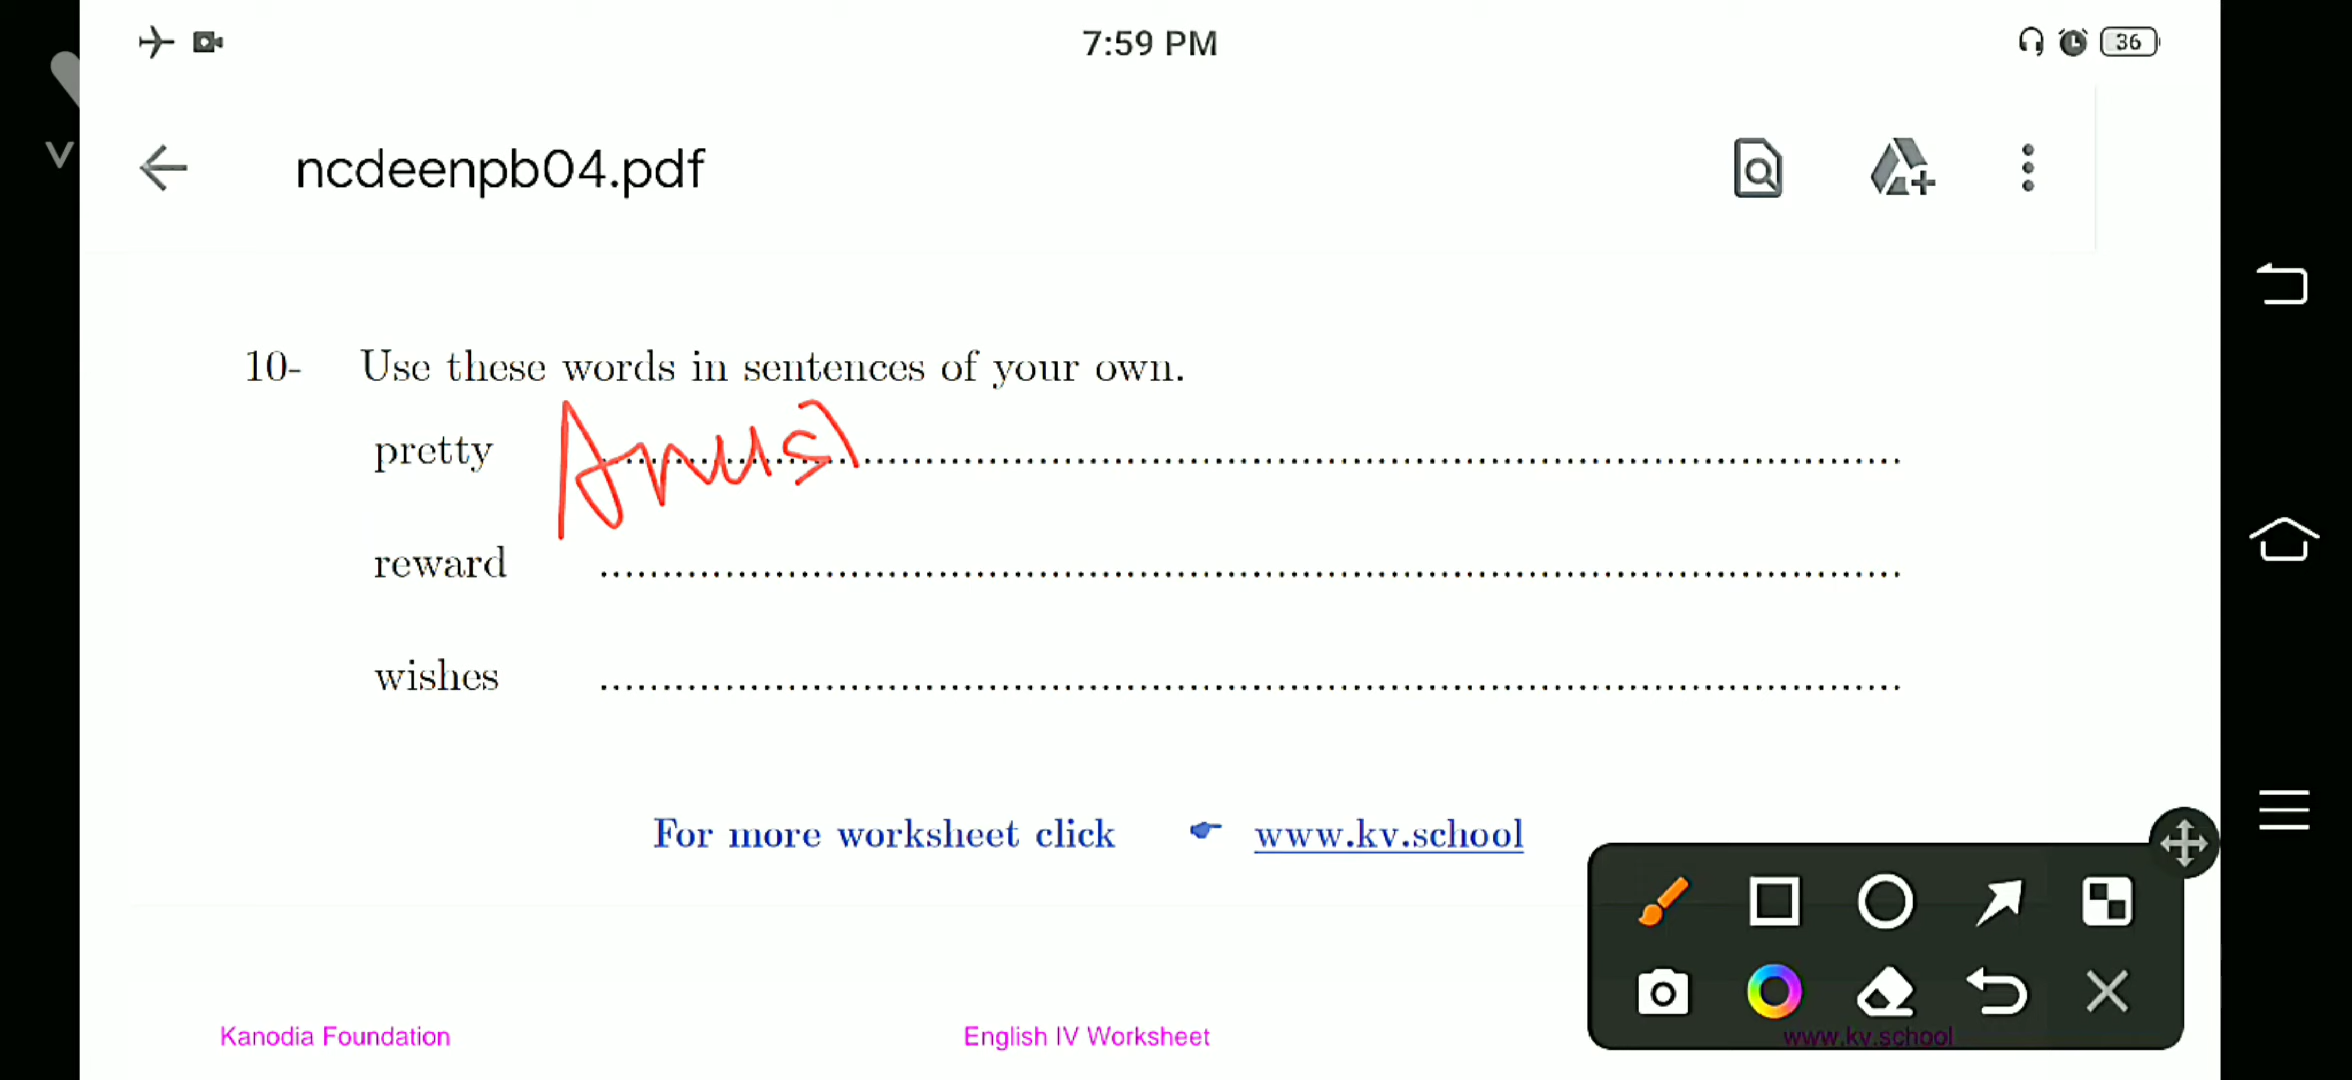 7:59 PM
36
v
ncdeenpb04.pdf
10- Use these words in sentences of your own.
pretty Anus ........................
reward ........................
wishes ........................
For more worksheet click www.kv.school
Kanodia Foundation English IV Worksheet www.kv.school